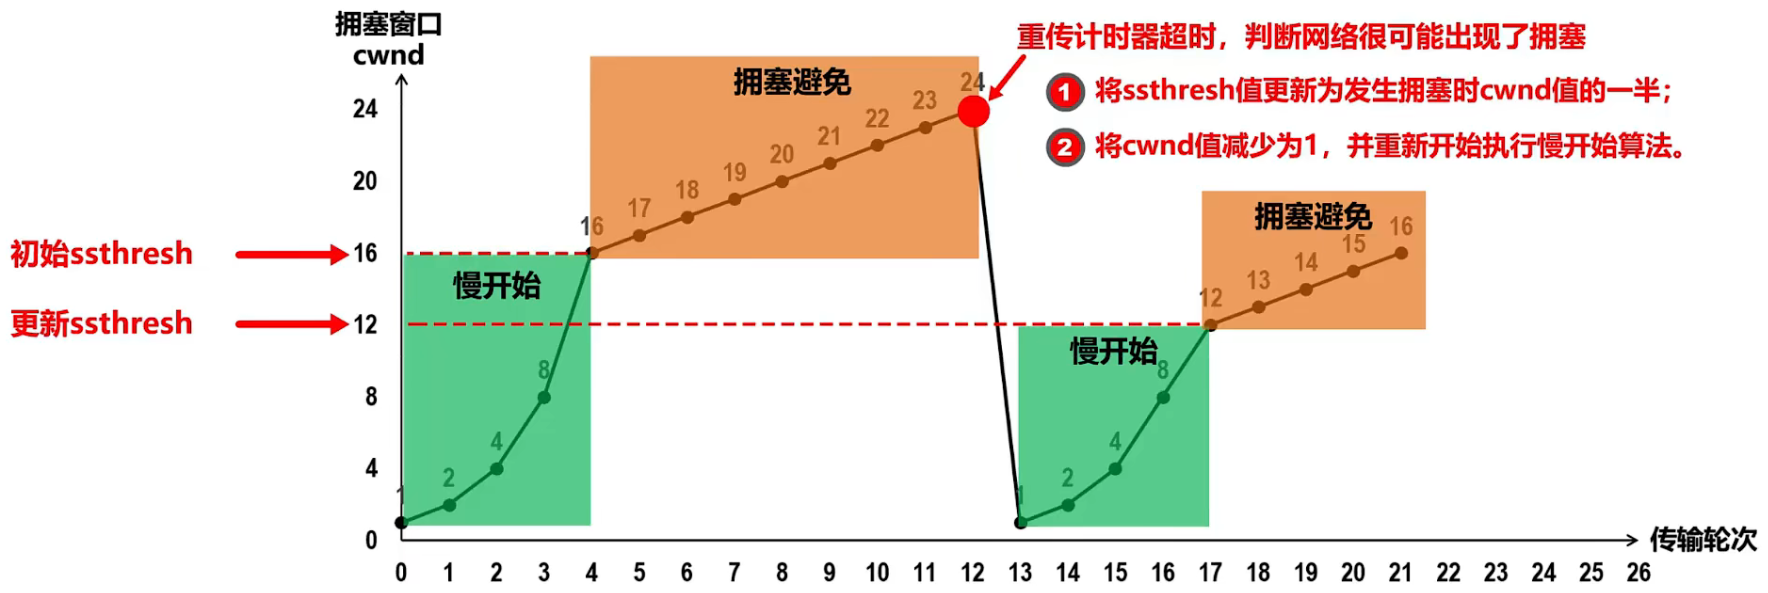 拥塞窗口
cwnd
重传计时器超时，判断网络很可能出现了拥塞
1 将ssthresh值更新为发生拥塞时cwnd值的一半；
2 将cwnd值减少为1，并重新开始执行慢开始算法。
拥塞避免
24
20
16
12
8
4
0
初始ssthresh
更新ssthresh
慢开始
1
2
4
8
16
17
18
19
20
21
22
23
24
慢开始
1
2
4
8
拥塞避免
12
13
14
15
16
0 1 2 3 4 5 6 7 8 9 10 11 12 13 14 15 16 17 18 19 20 21 22 23 24 25 26
传输轮次